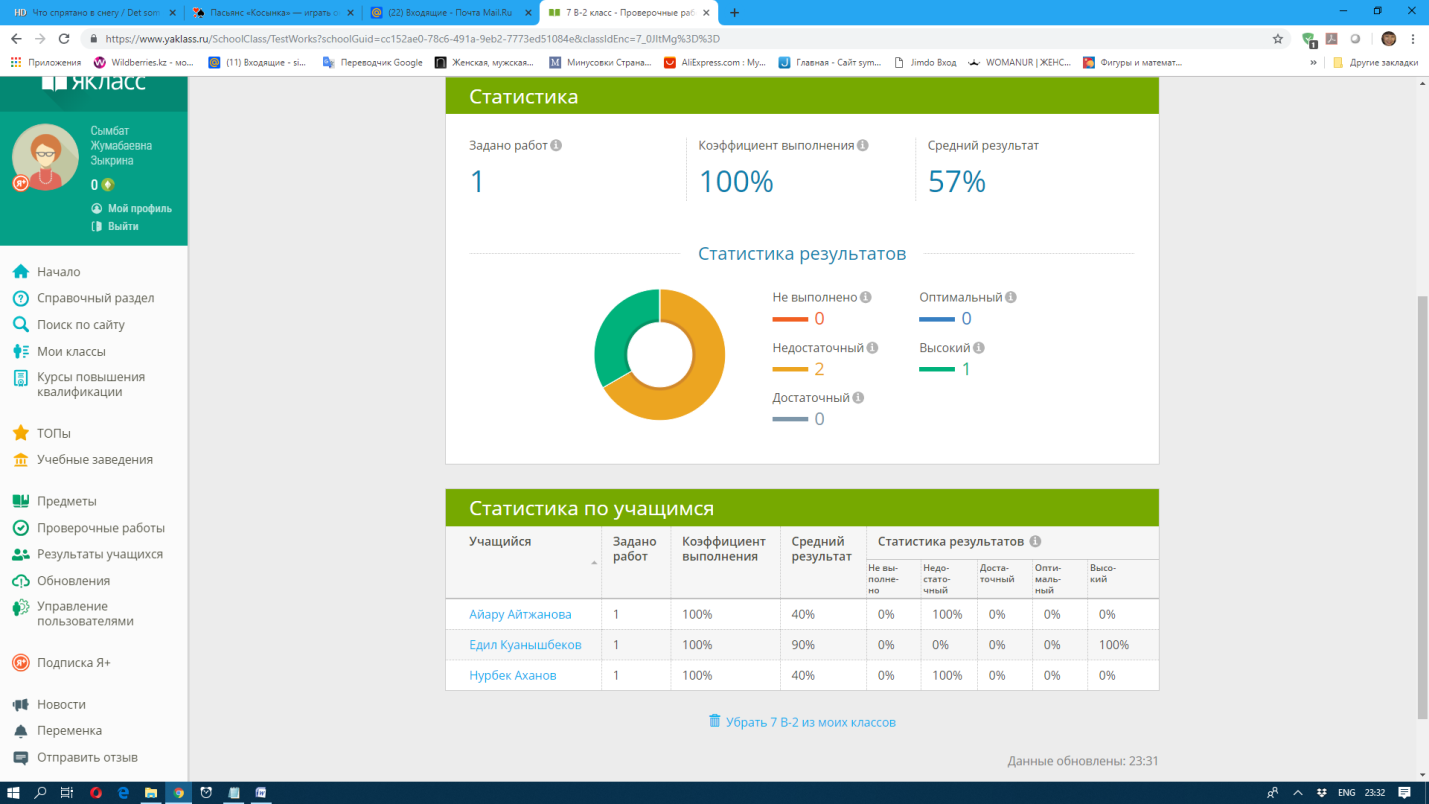 HD Что спрятано в снегу / Det som
Пасьянс «Косынка» — играть о
(22) Входящие - Почта Mail.Ru
7 В-2 класс - Проверочные раб
https://www.yaklass.ru/SchoolClass/TestWorks?schoolGuid=cc152ae0-78c6-491a-9eb2-7773ed51084e&classIdEnc=7_0JItMg%3D%3D
Приложения
Wildberries.kz - мо...
(11) Входящие - si...
Переводчик Google
Женская, мужская...
Минусовки Страна...
AliExpress.com : Му...
Главная - Сайт sym...
Jimdo Вход
WOMANUR | ЖЕНС...
Фигуры и математ...
»
Другие закладки
ЯКласс
Сымбат
Жумабаевна
Зыкрина
0
Мой профиль
Выйти
Начало
Справочный раздел
Поиск по сайту
Мои классы
Курсы повышения
квалификации
ТОПы
Учебные заведения
Предметы
Проверочные работы
Результаты учащихся
Обновления
Управление
пользователями
Я+ Подписка Я+
Новости
Переменка
Отправить отзыв
Статистика
Задано работ
1
Коэффициент выполнения
100%
Средний результат
57%
Статистика результатов
Не выполнено
0
Оптимальный
0
Недостаточный
2
Высокий
1
Достаточный
0
Статистика по учащимся
Учащийся
Задано
работ
Коэффициент
выполнения
Средний
результат
Статистика результатов
Не вы-
полне-
но
Недо-
стато-
чный
Доста-
точный
Опти-
маль-
ный
Высо-
кий
Айару Айтжанова 1 100% 40% 0% 100% 0% 0% 0%
Едил Куанышбеков 1 100% 90% 0% 0% 0% 0% 100%
Нурбек Аханов 1 100% 40% 0% 100% 0% 0% 0%
Убрать 7 В-2 из моих классов
Данные обновлены: 23:31
ENG 23:32